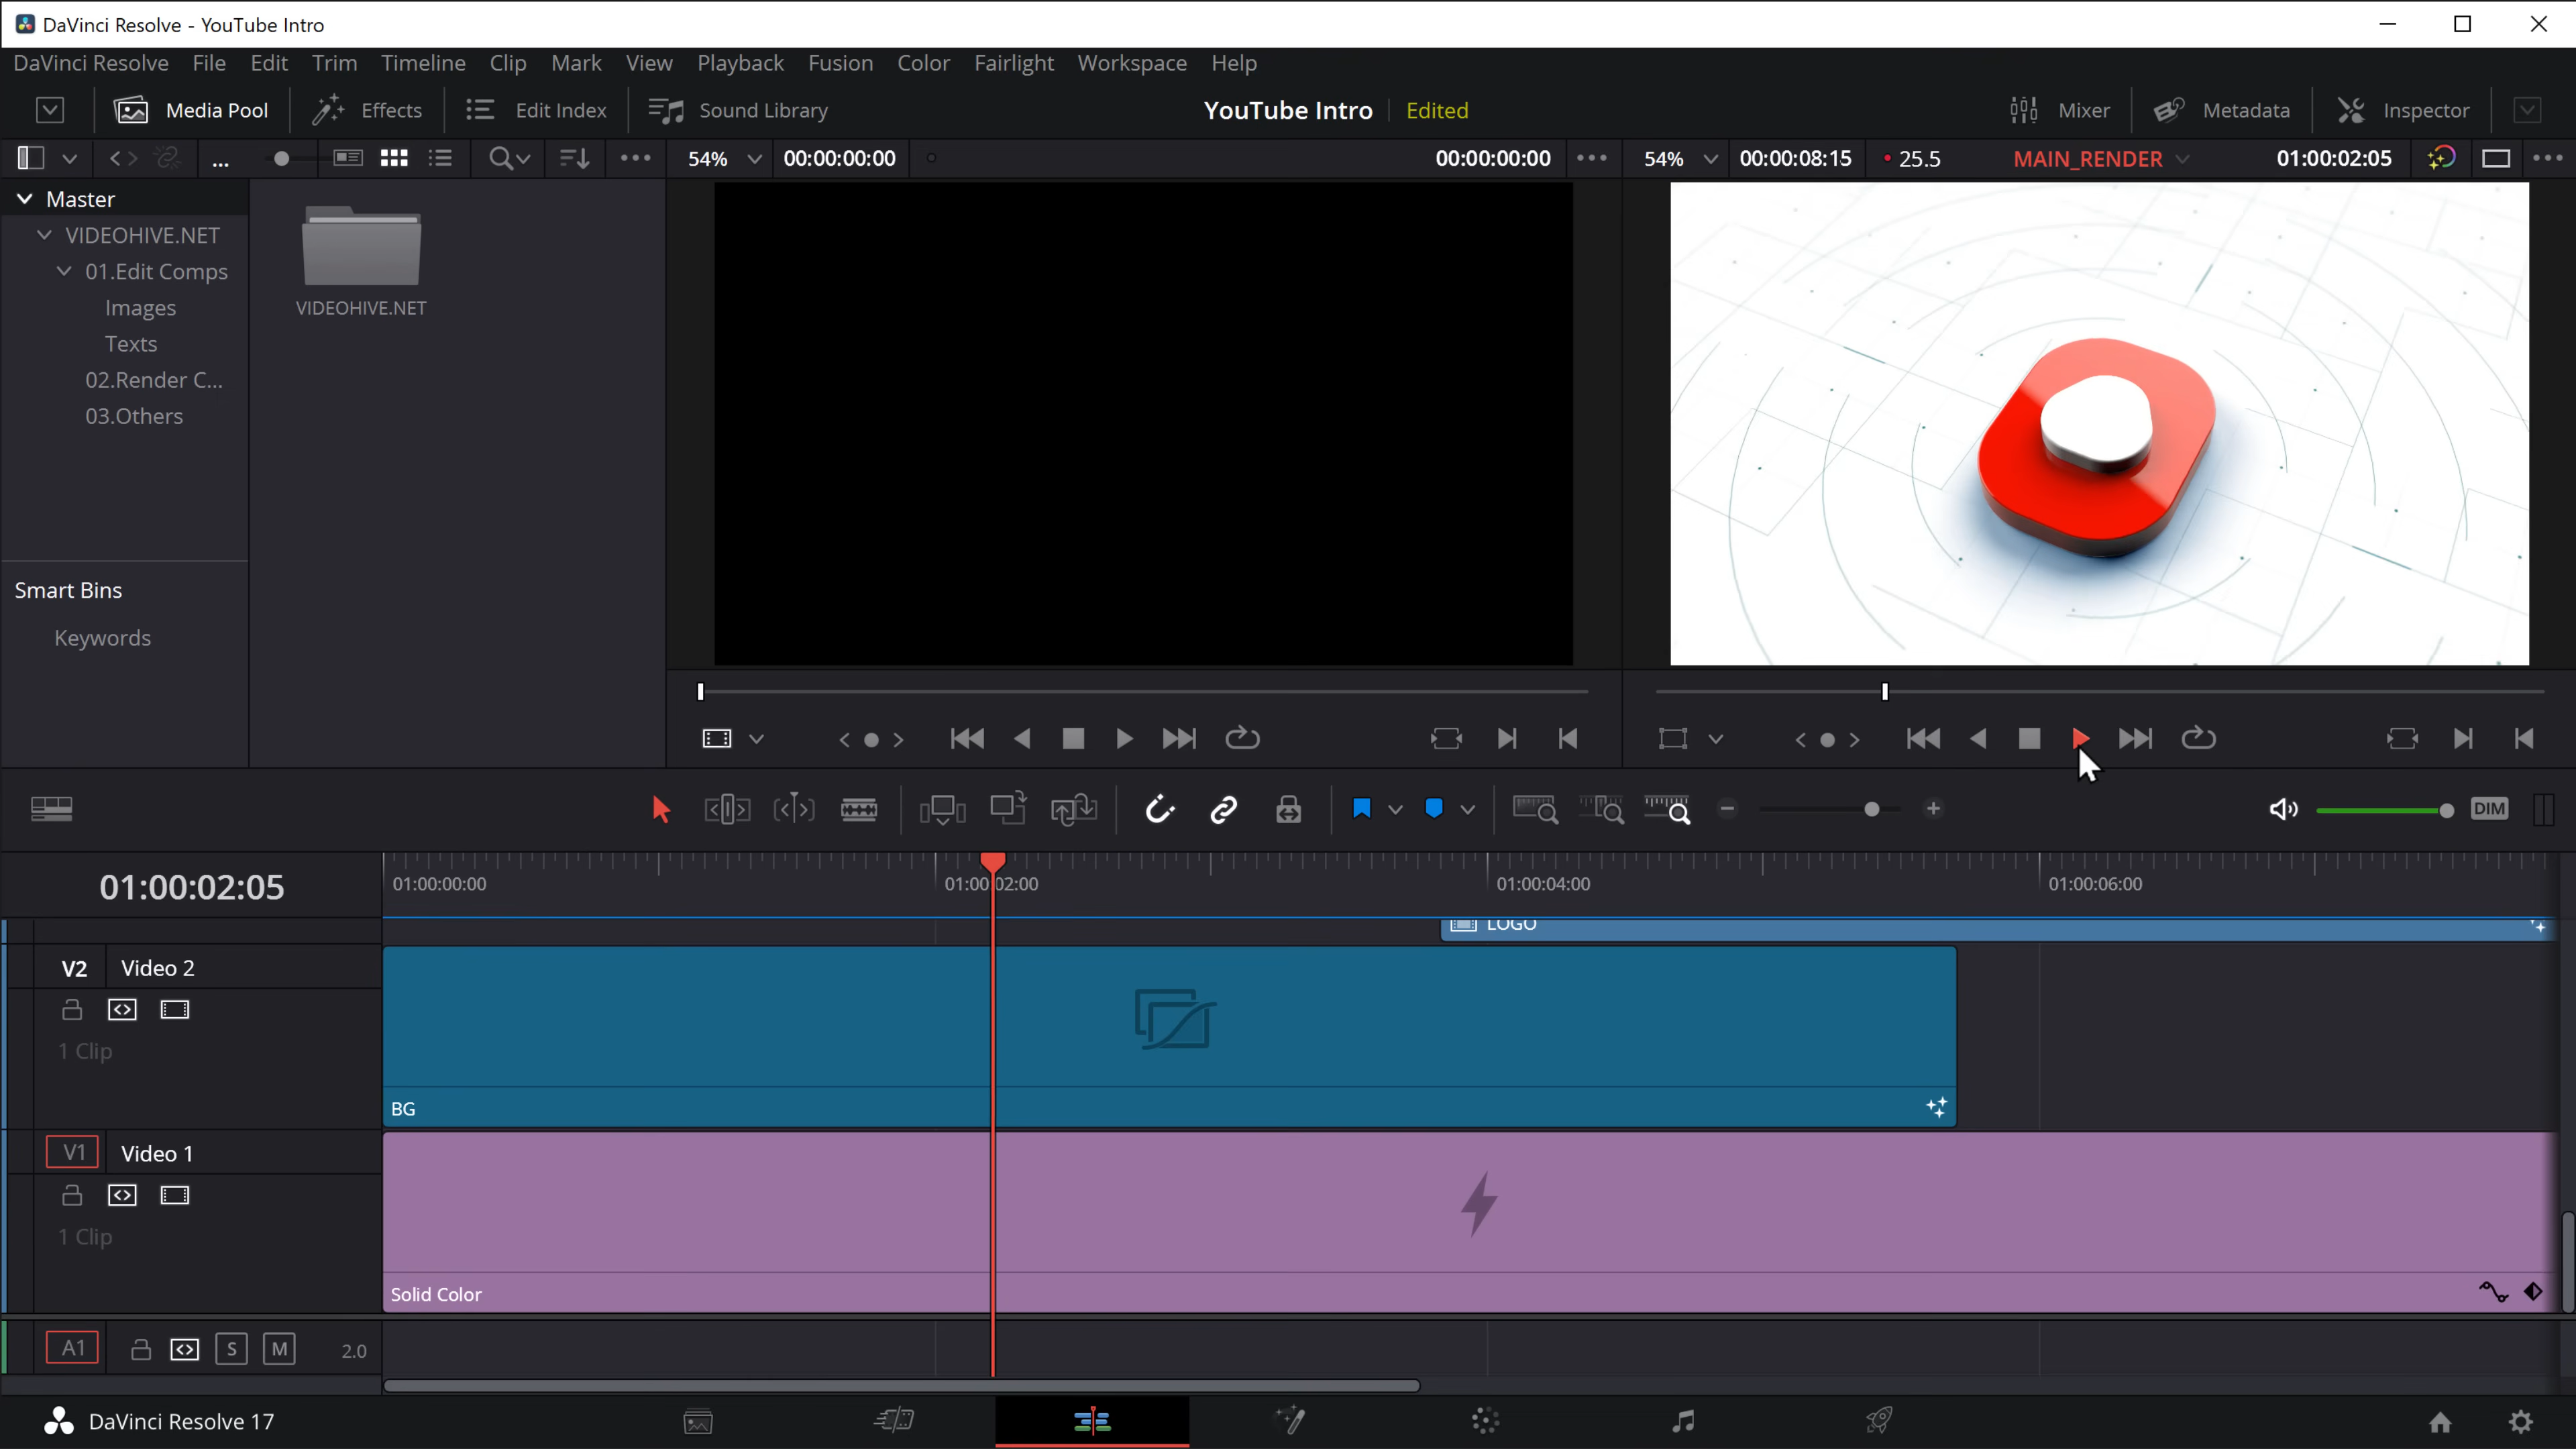 DaVinci Resolve - YouTube Intro
DaVinci Resolve File Edit Trim Timeline Clip Mark View Playback Fusion Color Fairlight Workspace Help
Media Pool Effects Edit Index Sound Library YouTube Intro Edited Mixer Metadata Inspector
... 54% 00:00:00:00 00:00:00:00 54% 00:00:08:15 25.5 MAIN_RENDER 01:00:02:05
Master
VIDEOHIVE.NET
01.Edit Comps
Images
Texts
02.Render C...
03.Others
VIDEOHIVE.NET
Smart Bins
Keywords
DIM
01:00:02:05 01:00:00:00 01:00:02:00 01:00:04:00 01:00:06:00
LOGO
V2 Video 2
1 Clip
BG
V1 Video 1
1 Clip
Solid Color
A1 S M 2.0
DaVinci Resolve 17